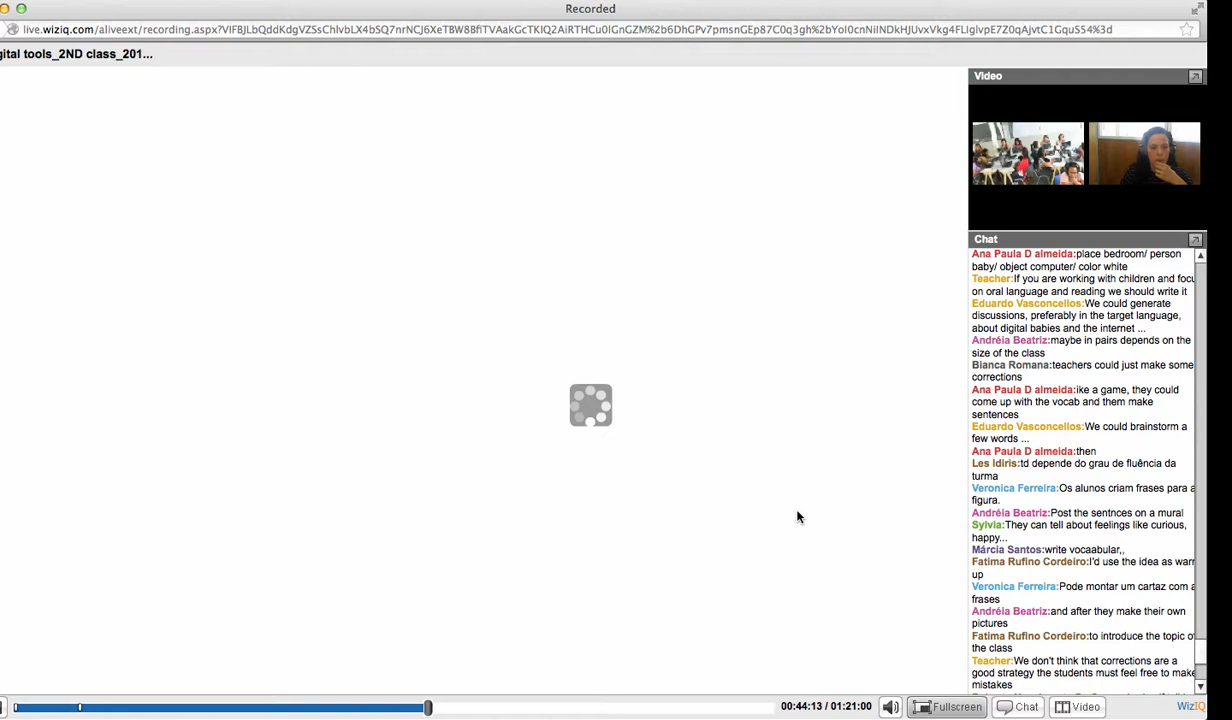 Recorded
live.wiziq.com/aliveext/recording.aspx?
gital tools_2ND class_201...
Video
Chat
Ana Paula D almeida:place bedroom/ person
baby/ object computer/ color white
Teacher:If you are working with children and focu
on oral language and reading we should write it
Eduardo Vasconcellos:We could generate
discussions, preferably in the target language,
about digital babies and the internet ...
Andréia Beatriz:maybe in pairs depends on the
size of the class
Bianca Romana:teachers could just make some
corrections
Ana Paula D almeida:ike a game, they could
come up with the vocab and them make
sentences
Eduardo Vasconcellos:We could brainstorm a
few words ...
Ana Paula D almeida:then
Les Idiris:td depende do grau de fluência da
turma
Veronica Ferreira:Os alunos criam frases para a
figura.
Andréia Beatriz:Post the sentnces on a mural
Sylvia:They can tell about feelings like curious,
happy...
Márcia Santos:write vocaabular,,
Fatima Rufino Cordeiro:I'd use the idea as warr
up
Veronica Ferreira:Pode montar um cartaz com a
frases
Andréia Beatriz:and after they make their own
pictures
Fatima Rufino Cordeiro:to introduce the topic of
the class
Teacher:We don't think that corrections are a
good strategy the students must feel free to make
mistakes
00:44:13 / 01:21:00
Fullscreen
Chat
Video
WizIQ